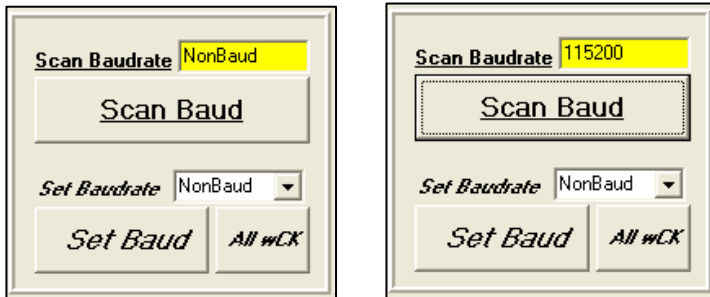 Scan Baudrate NonBaud
Scan Baud
Set Baudrate NonBaud
Set Baud All wCK
Scan Baudrate 115200
Scan Baud
Set Baudrate NonBaud
Set Baud All wCK